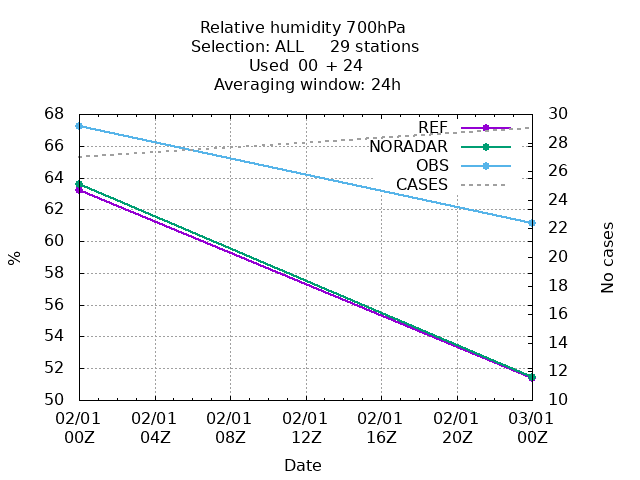 Relative humidity 700hPa
Selection: ALL 29 stations
Used 00 + 24
Averaging window: 24h
68
66
64
62
60
58
56
54
52
50
%
30
28
26
24
22
20
18
16
14
12
10
No cases
REF
NORADAR
OBS
CASES
02/01 02/01 02/01 02/01 02/01 02/01 03/01
00Z 04Z 08Z 12Z 16Z 20Z 00Z
Date